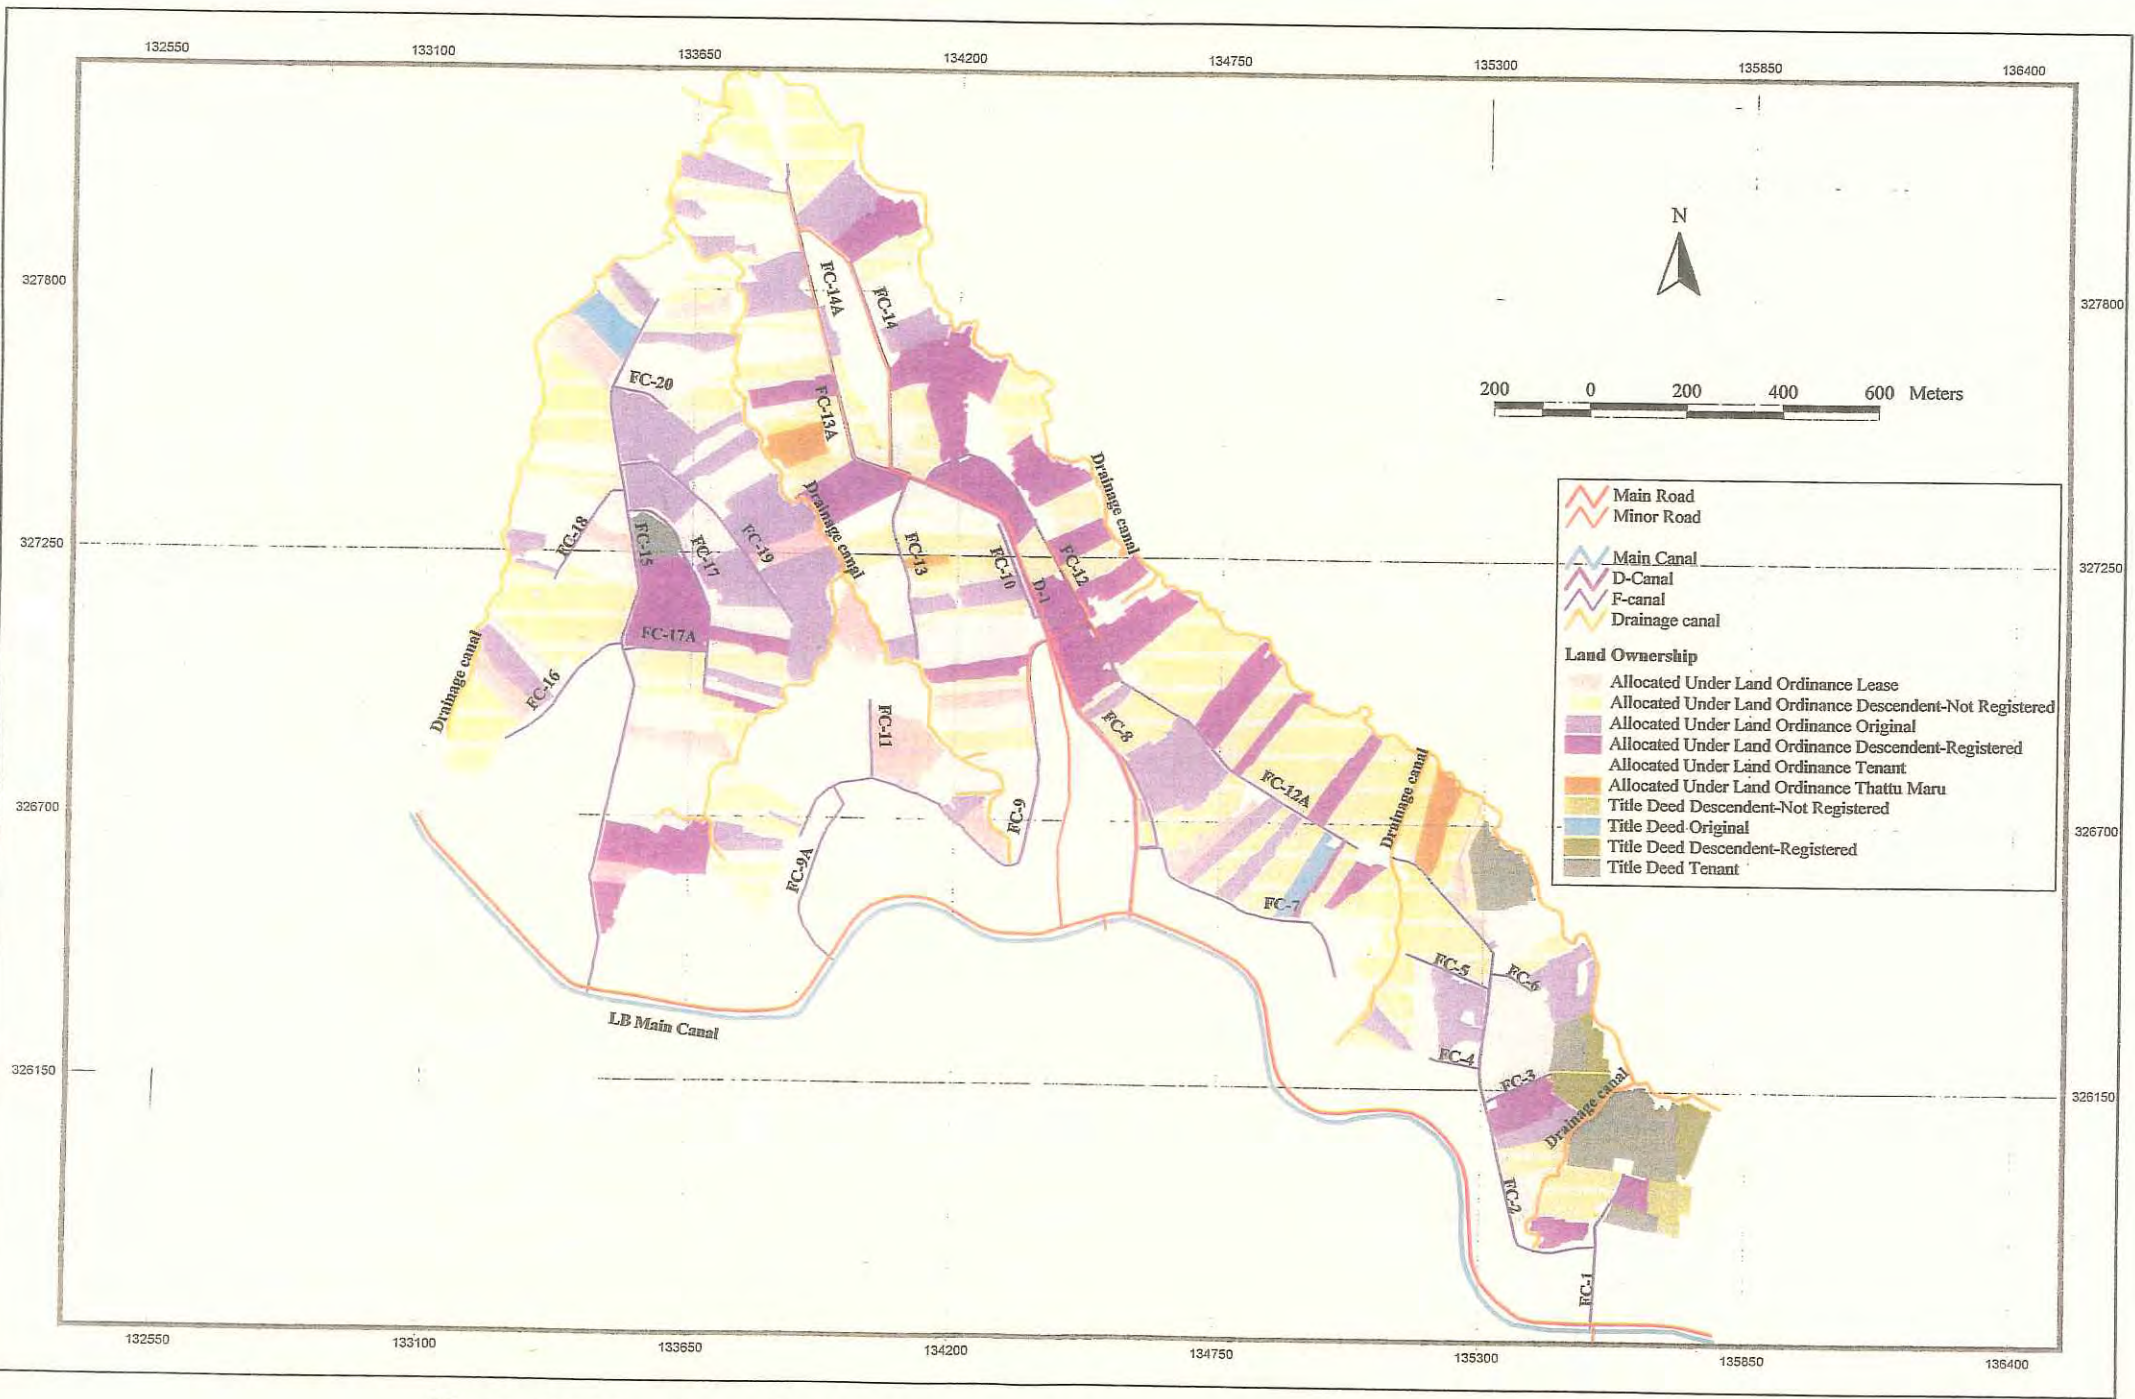 132550
133100
133650
134200
134750
135300
135850
136400
N
327800
327800
FC-14A
FC-14
FC-20
FC-13A
200 0 200 400 600 Meters
Drainage canal
Drainage canal
Main Road
Minor Road
Main Canal
D-Canal
F-canal
Drainage canal
Land Ownership
Allocated Under Land Ordinance Lease
Allocated Under Land Ordinance Descendent-Not Registered
Allocated Under Land Ordinance Original
Allocated Under Land Ordinance Descendent-Registered
Allocated Under Land Ordinance Tenant
Allocated Under Land Ordinance Thattu Maru
Title Deed Descendent-Not Registered
Title Deed Original
Title Deed Descendent-Registered
Title Deed Tenant
327250
327250
FC-18
FC-15
FC-17
FC-19
FC-13
FC-10
D-1
FC-12
FC-17A
Drainage canal
FC-16
FC-11
FC-8
FC-12A
Drainage canal
326700
326700
FC-9
FC-9A
FC-7
FC-5
FC-6
LB Main Canal
FC-4
326150
326150
FC-3
Drainage canal
FC-2
FC-1
132550
133100
133650
134200
134750
135300
135850
136400